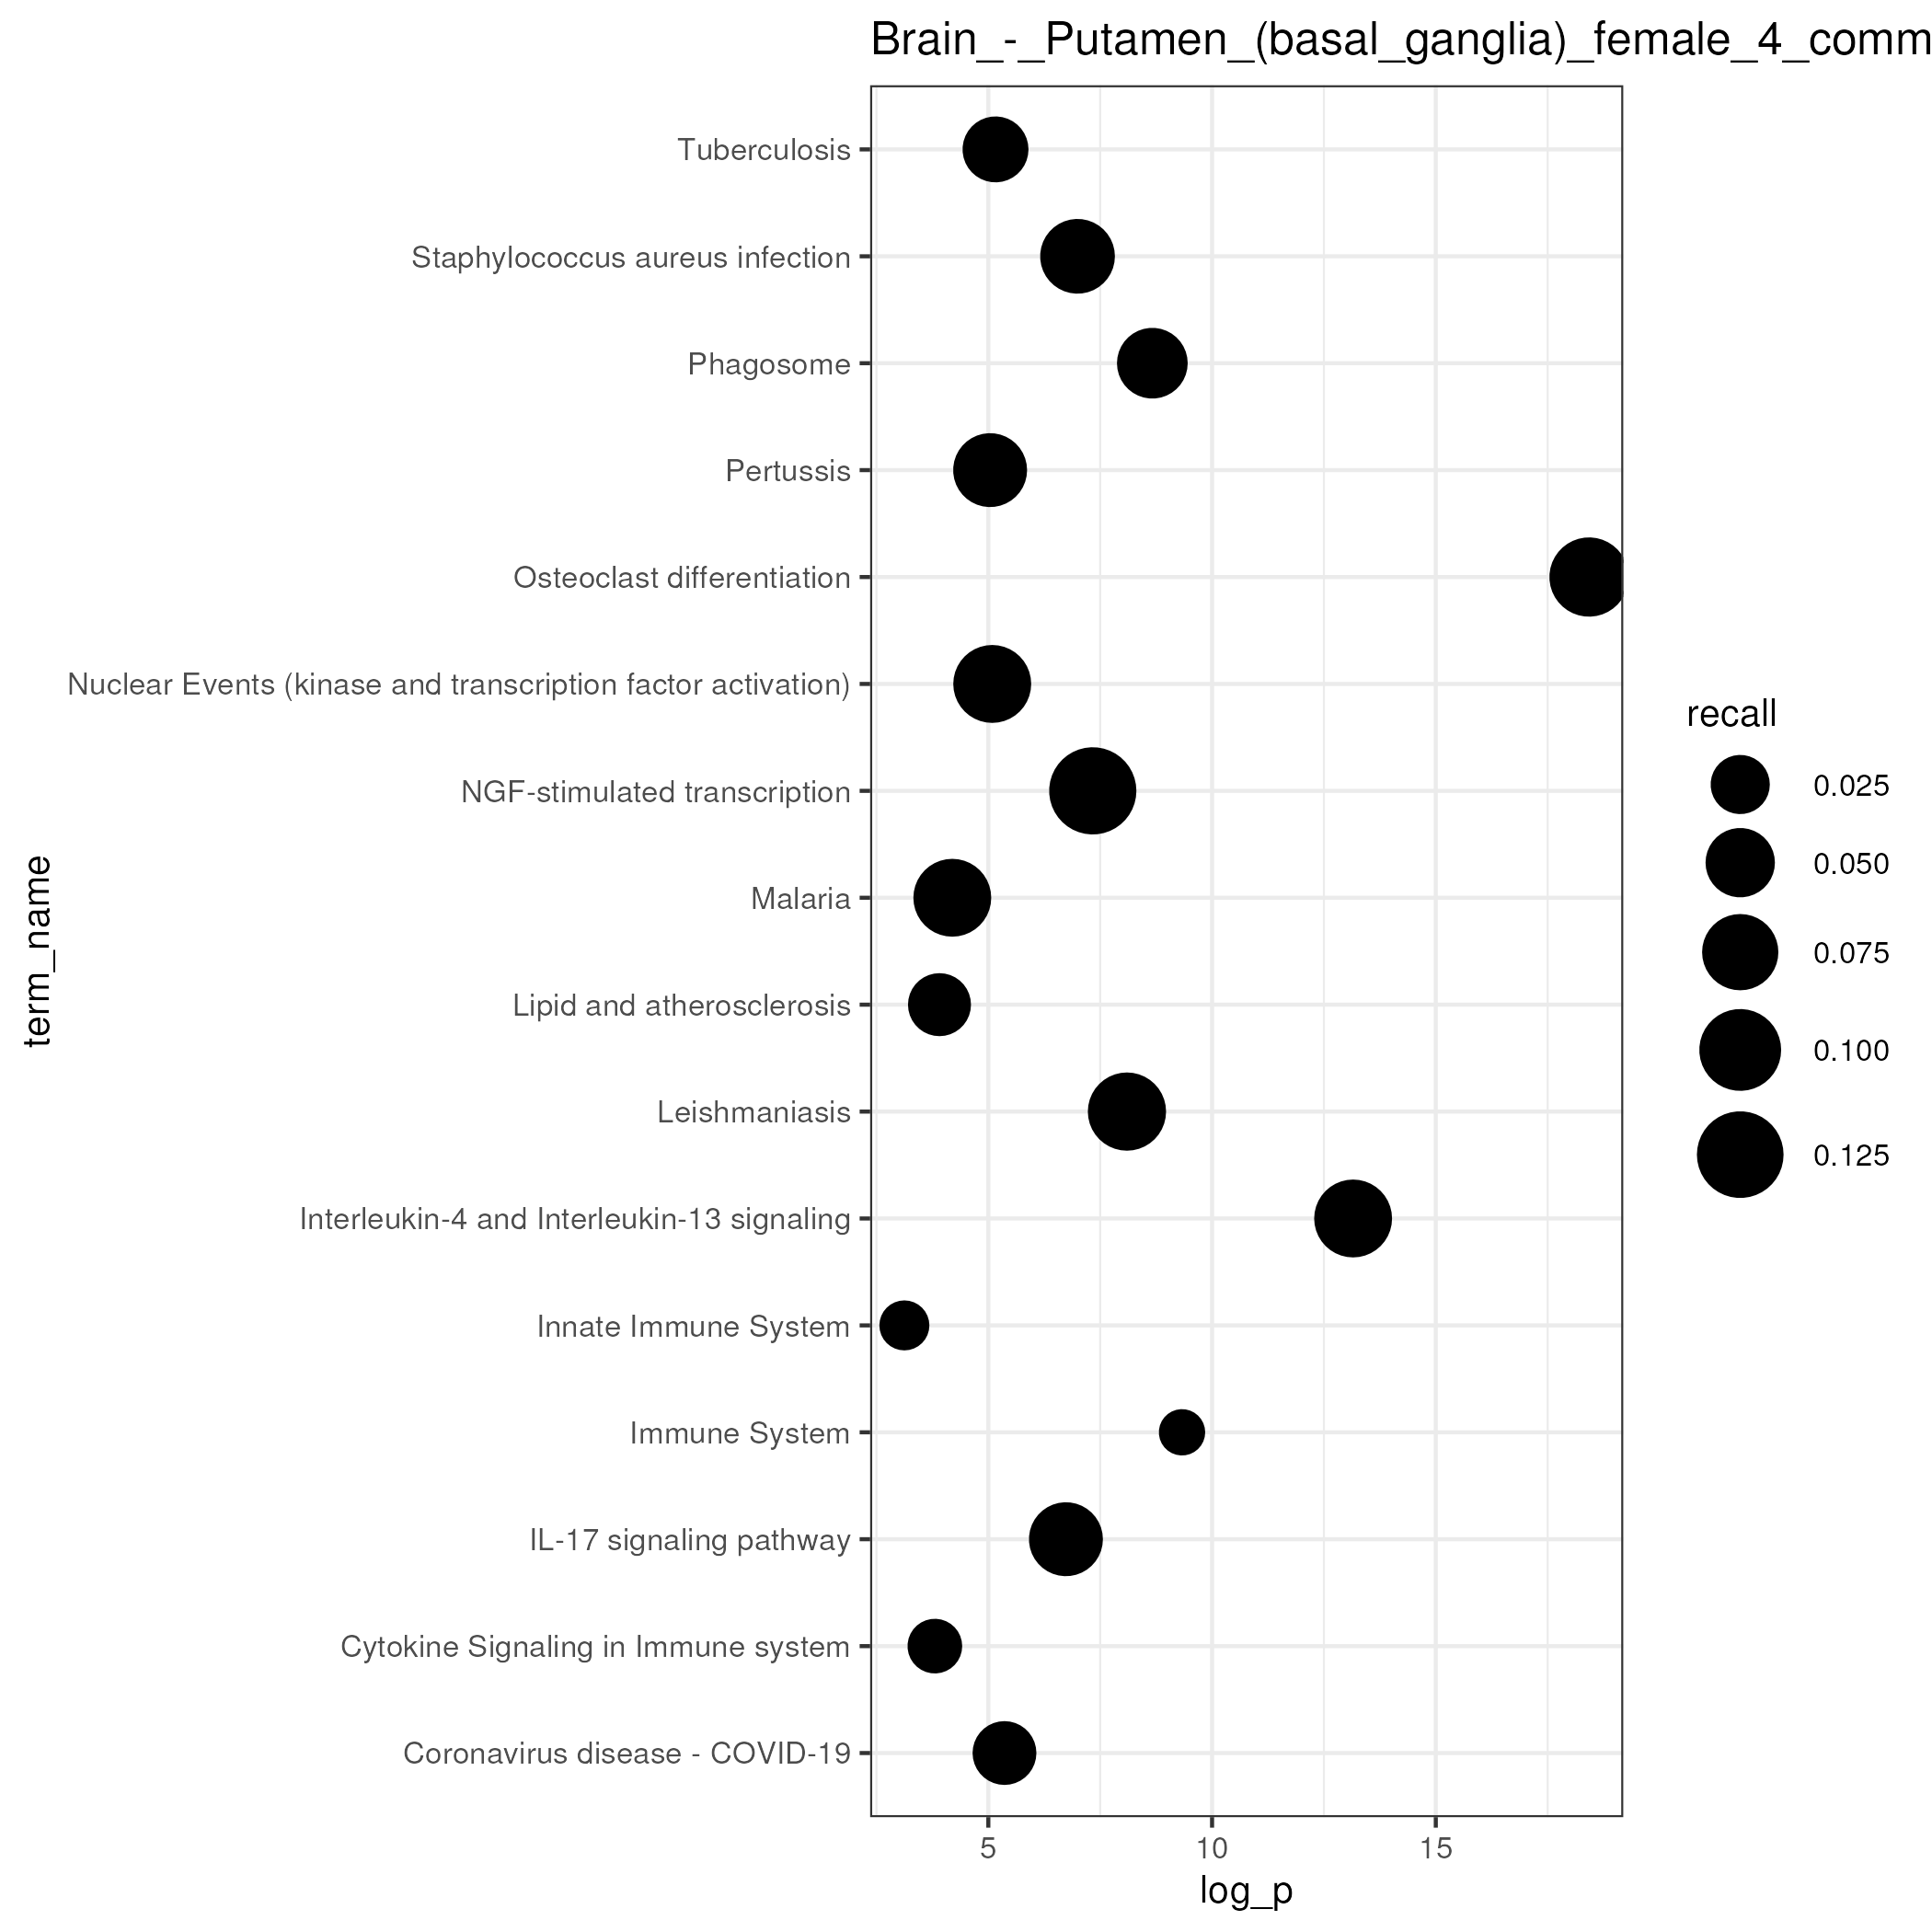 Brain_-_Putamen_(basal_ganglia)_female_4_comm
Tuberculosis
Staphylococcus aureus infection
Phagosome
Pertussis
Osteoclast differentiation
Nuclear Events (kinase and transcription factor activation)
NGF-stimulated transcription
Malaria
Lipid and atherosclerosis
Leishmaniasis
Interleukin-4 and Interleukin-13 signaling
Innate Immune System
Immune System
IL-17 signaling pathway
Cytokine Signaling in Immune system
Coronavirus disease - COVID-19
term_name
5
10
15
log_p
recall
0.025
0.050
0.075
0.100
0.125